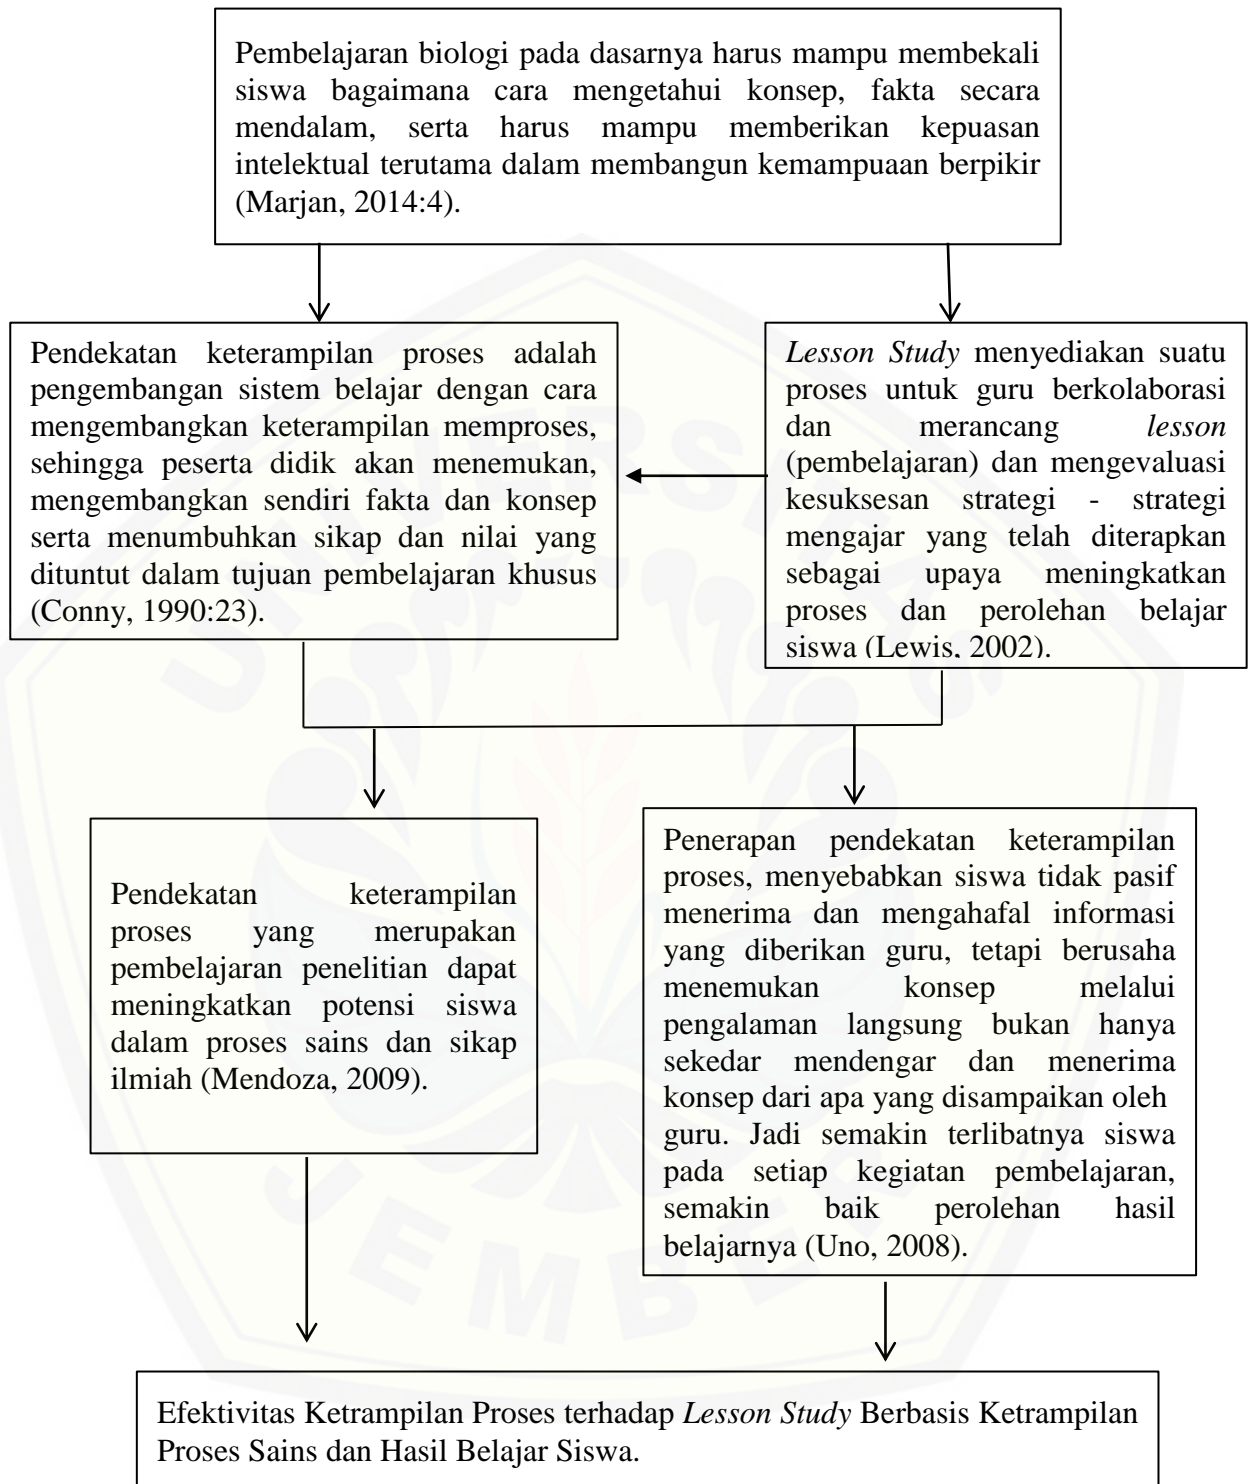 Pembelajaran biologi pada dasarnya harus mampu membekali
siswa bagaimana cara mengetahui konsep, fakta secara
mendalam, serta harus mampu memberikan kepuasan
intelektual terutama dalam membangun kemampuaan berpikir
(Marjan, 2014:4).
Pendekatan keterampilan proses adalah
pengembangan sistem belajar dengan cara
mengembangkan keterampilan memproses,
sehingga peserta didik akan menemukan,
mengembangkan sendiri fakta dan konsep
serta menumbuhkan sikap dan nilai yang
dituntut dalam tujuan pembelajaran khusus
(Conny, 1990:23).
Lesson Study menyediakan suatu
proses untuk guru berkolaborasi
dan merancang lesson
(pembelajaran) dan mengevaluasi
kesuksesan strategi - strategi
mengajar yang telah diterapkan
sebagai upaya meningkatkan
proses dan perolehan belajar
siswa (Lewis, 2002).
Pendekatan keterampilan
proses yang merupakan
pembelajaran penelitian dapat
meningkatkan potensi siswa
dalam proses sains dan sikap
ilmiah (Mendoza, 2009).
Penerapan pendekatan keterampilan
proses, menyebabkan siswa tidak pasif
menerima dan mengahafal informasi
yang diberikan guru, tetapi berusaha
menemukan konsep melalui
pengalaman langsung bukan hanya
sekedar mendengar dan menerima
konsep dari apa yang disampaikan oleh
guru. Jadi semakin terlibatnya siswa
pada setiap kegiatan pembelajaran,
semakin baik perolehan hasil
belajarnya (Uno, 2008).
Efektivitas Ketrampilan Proses terhadap Lesson Study Berbasis Ketrampilan
Proses Sains dan Hasil Belajar Siswa.
UNIVERSITAS
JEMBER